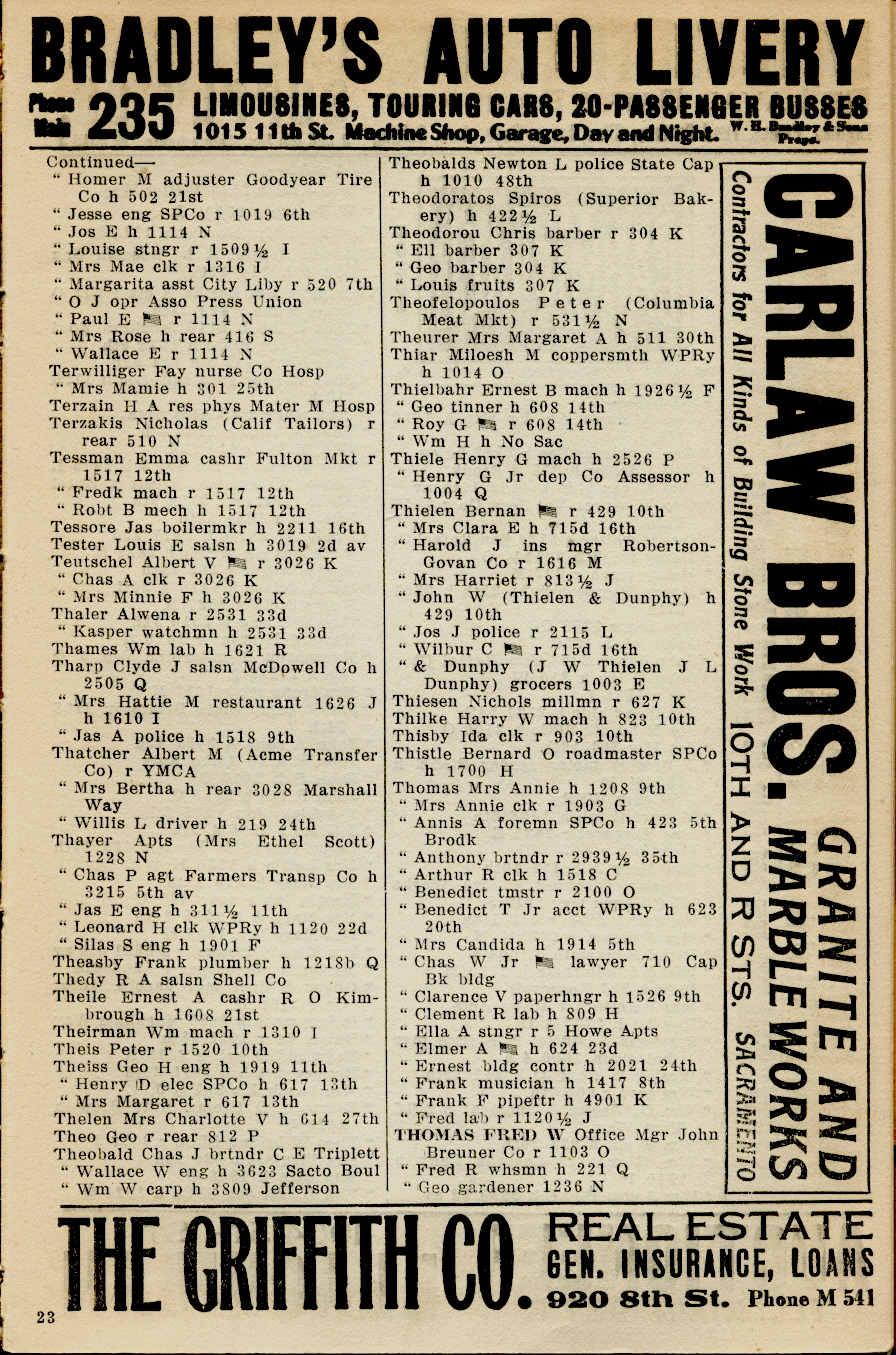 BRADLEY'S AUTO LIVERY
Phone Main 235 LIMOUSINES, TOURING CARS, 20-PASSENGER BUSSES
1015 11th St. Machine Shop, Garage, Day and Night. W. H. Bradley & Sons Props.
Continued—
" Homer M adjuster Goodyear Tire
Co h 502 21st
" Jesse eng SPCo r 1019 6th
" Jos E h 1114 N
" Louise stngr r 1509½ I
" Mrs Mae clk r 1316 I
" Margarita asst City Liby r 520 7th
" O J opr Asso Press Union
" Paul E r 1114 N
" Mrs Rose h rear 416 S
" Wallace E r 1114 N
Terwilliger Fay nurse Co Hosp
" Mrs Mamie h 301 25th
Terzain H A res phys Mater M Hosp
Terzakis Nicholas (Calif Tailors) r
rear 510 N
Tessman Emma cashr Fulton Mkt r
1517 12th
" Fredk mach r 1517 12th
" Robt B mech h 1517 12th
Tessore Jas boilermkr h 2211 16th
Tester Louis E salsn h 3019 2d av
Teutschel Albert V r 3026 K
" Chas A clk r 3026 K
" Mrs Minnie F h 3026 K
Thaler Alwena r 2531 33d
" Kasper watchmn h 2531 33d
Thames Wm lab h 1621 R
Tharp Clyde J salsn McDowell Co h
2505 Q
" Mrs Hattie M restaurant 1626 J
h 1610 I
" Jas A police h 1518 9th
Thatcher Albert M (Acme Transfer
Co) r YMCA
" Mrs Bertha h rear 3028 Marshall
Way
" Willis L driver h 219 24th
Thayer Apts (Mrs Ethel Scott)
1228 N
" Chas P agt Farmers Transp Co h
3215 5th av
" Jas E eng h 311½ 11th
" Leonard H clk WPRy h 1120 22d
" Silas S eng h 1901 F
Theasby Frank plumber h 1218b Q
Thedy R A salsn Shell Co
Theile Ernest A cashr R O Kim-
brough h 1608 21st
Theirman Wm mach r 1310 I
Theis Peter r 1520 10th
Theiss Geo H eng h 1919 11th
" Henry D elec SPCo h 617 13th
" Mrs Margaret r 617 13th
Thelen Mrs Charlotte V h 614 27th
Theo Geo r rear 812 P
Theobald Chas J brtndr C E Triplett
" Wallace W eng h 3623 Sacto Boul
" Wm W carp h 3809 Jefferson
Theobalds Newton L police State Cap
h 1010 48th
Theodoratos Spiros (Superior Bak-
ery) h 422½ L
Theodorou Chris barber r 304 K
" Ell barber 307 K
" Geo barber 304 K
" Louis fruits 307 K
Theofelopoulos Peter (Columbia
Meat Mkt) r 531½ N
Theurer Mrs Margaret A h 511 30th
Thiar Miloesh M coppersmth WPRy
h 1014 O
Thielbahr Ernest B mach h 1926½ F
" Geo tinner h 608 14th
" Roy G r 608 14th
" Wm H h No Sac
Thiele Henry G mach h 2526 P
" Henry G Jr dep Co Assessor h
1004 Q
Thielen Bernan r 429 10th
" Mrs Clara E h 715d 16th
" Harold J ins mgr Robertson-
Govan Co r 1616 M
" Mrs Harriet r 813½ J
" John W (Thielen & Dunphy) h
429 10th
" Jos J police r 2115 L
" Wilbur C r 715d 16th
" & Dunphy (J W Thielen J L
Dunphy) grocers 1003 E
Thiesen Nichols millmn r 627 K
Thilke Harry W mach h 823 10th
Thisby Ida clk r 903 10th
Thistle Bernard O roadmaster SPCo
h 1700 H
Thomas Mrs Annie h 1208 9th
" Mrs Annie clk r 1903 G
" Annis A foremn SPCo h 423 5th
Brodk
" Anthony brtndr r 2939½ 35th
" Arthur R clk h 1518 C
" Benedict tmstr r 2100 O
" Benedict T Jr acct WPRy h 623
20th
" Mrs Candida h 1914 5th
" Chas W Jr lawyer 710 Cap
Bk bldg
" Clarence V paperhngr h 1526 9th
" Clement R lab h 809 H
" Ella A stngr r 5 Howe Apts
" Elmer A h 624 23d
" Ernest bldg contr h 2021 24th
" Frank musician h 1417 8th
" Frank F pipeftr h 4901 K
" Fred lab r 1120½ J
THOMAS FRED W Office Mgr John
Breuner Co r 1103 O
" Fred R whsmn h 221 Q
" Geo gardener 1236 N
CARLAW BROS. GRANITE AND
MARBLE WORKS
Contractors for All Kinds of Building Stone Work 10TH AND R STS. SACRAMENTO
THE GRIFFITH CO.
REAL ESTATE
GEN. INSURANCE, LOANS
920 8th St. Phone M 541
23